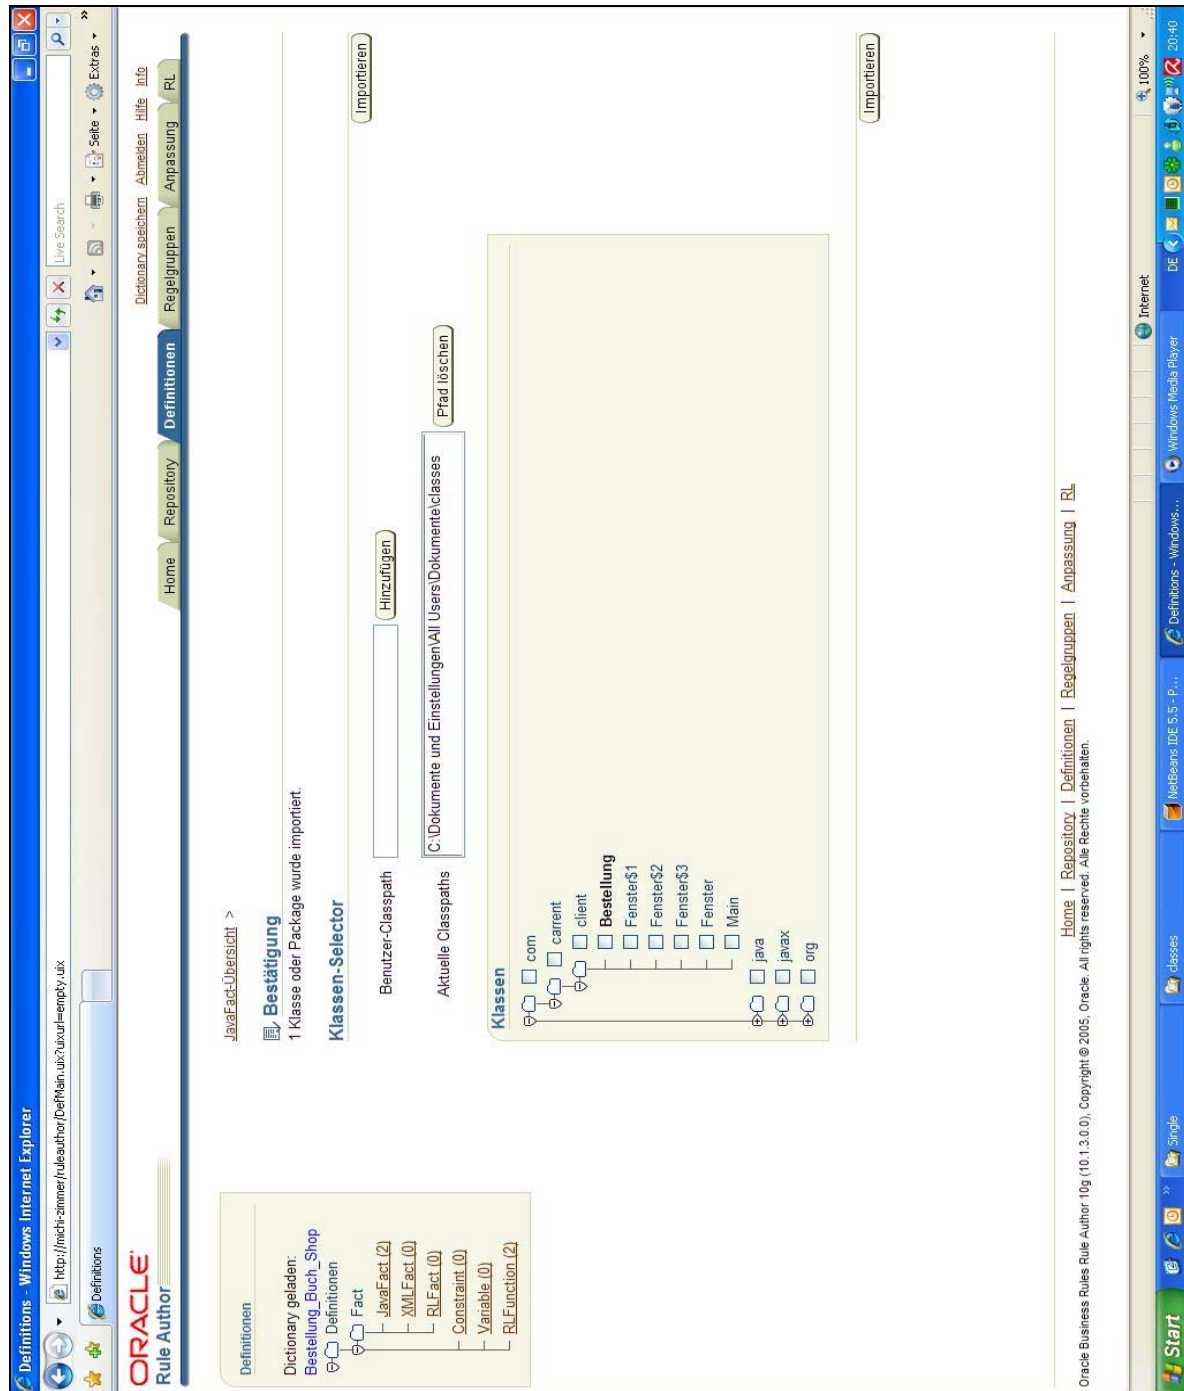 Definitions - Windows Internet Explorer
http://michi-zimmer/ruleauthor/DefMain.uix?uixurl=empty.uix
Live Search
Definitions
Seite
Extras
ORACLE
Rule Author
Dictionary speichern Abmelden Hilfe Info
Home Repository Definitionen Regelgruppen Anpassung RL
Definitionen
Dictionary geladen:
Bestellung_Buch_Shop
Definitionen
Fact
JavaFact (2)
XMLFact (0)
RLFact (0)
Constraint (0)
Variable (0)
RLFunction (2)
JavaFact-Übersicht >
Bestätigung
1 Klasse oder Package wurde importiert.
Klassen-Selector
Importieren
Benutzer-Classpath
Hinzufügen
Aktuelle Classpaths
C:\Dokumente und Einstellungen\All Users\Dokumente\classes
Pfad löschen
Klassen
com
carrent
client
Bestellung
Fenster$1
Fenster$2
Fenster$3
Fenster
Main
java
javax
org
Importieren
Home | Repository | Definitionen | Regelgruppen | Anpassung | RL
Oracle Business Rules Rule Author 10g (10.1.3.0.0), Copyright © 2005, Oracle. All rights reserved. Alle Rechte vorbehalten.
Internet
100%
Start
Single
classes
NetBeans IDE 5.5 - P...
Definitions - Windows...
Windows Media Player
DE
20:40